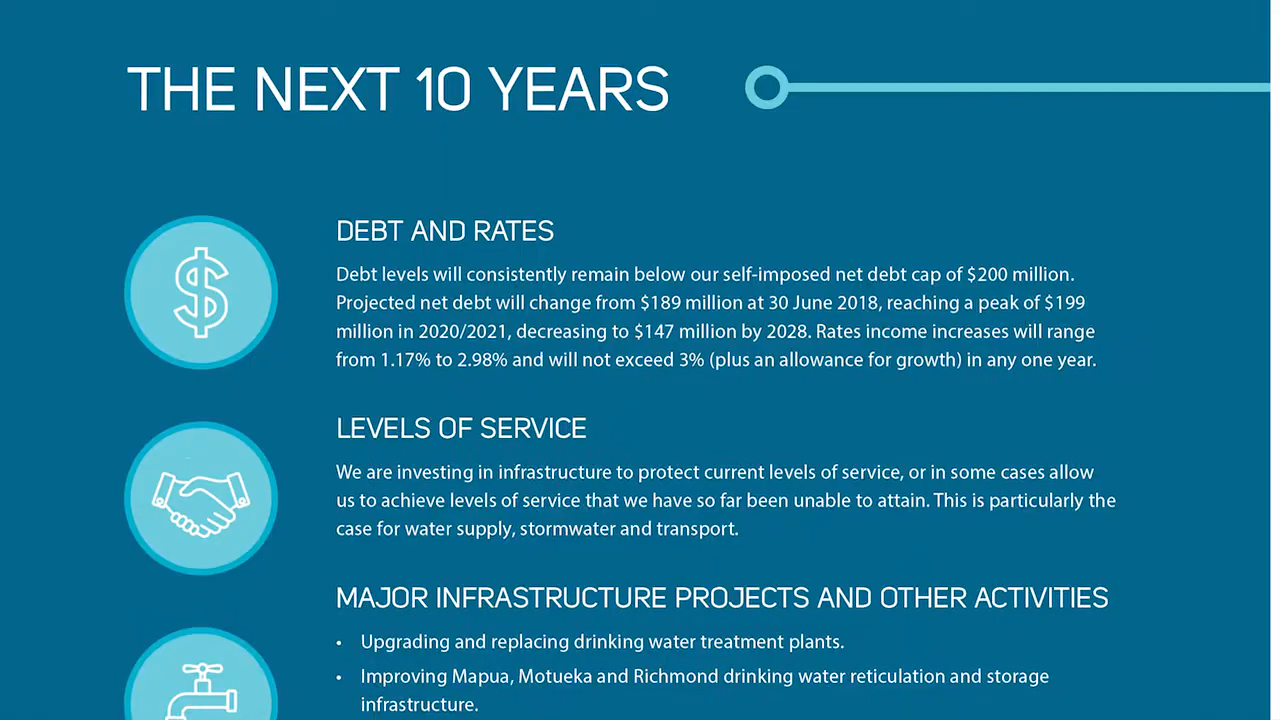 THE NEXT 10 YEARS
DEBT AND RATES
Debt levels will consistently remain below our self-imposed net debt cap of $200 million.
Projected net debt will change from $189 million at 30 June 2018, reaching a peak of $199
million in 2020/2021, decreasing to $147 million by 2028. Rates income increases will range
from 1.17% to 2.98% and will not exceed 3% (plus an allowance for growth) in any one year.
LEVELS OF SERVICE
We are investing in infrastructure to protect current levels of service, or in some cases allow
us to achieve levels of service that we have so far been unable to attain. This is particularly the
case for water supply, stormwater and transport.
MAJOR INFRASTRUCTURE PROJECTS AND OTHER ACTIVITIES
• Upgrading and replacing drinking water treatment plants.
• Improving Mapua, Motueka and Richmond drinking water reticulation and storage
infrastructure.